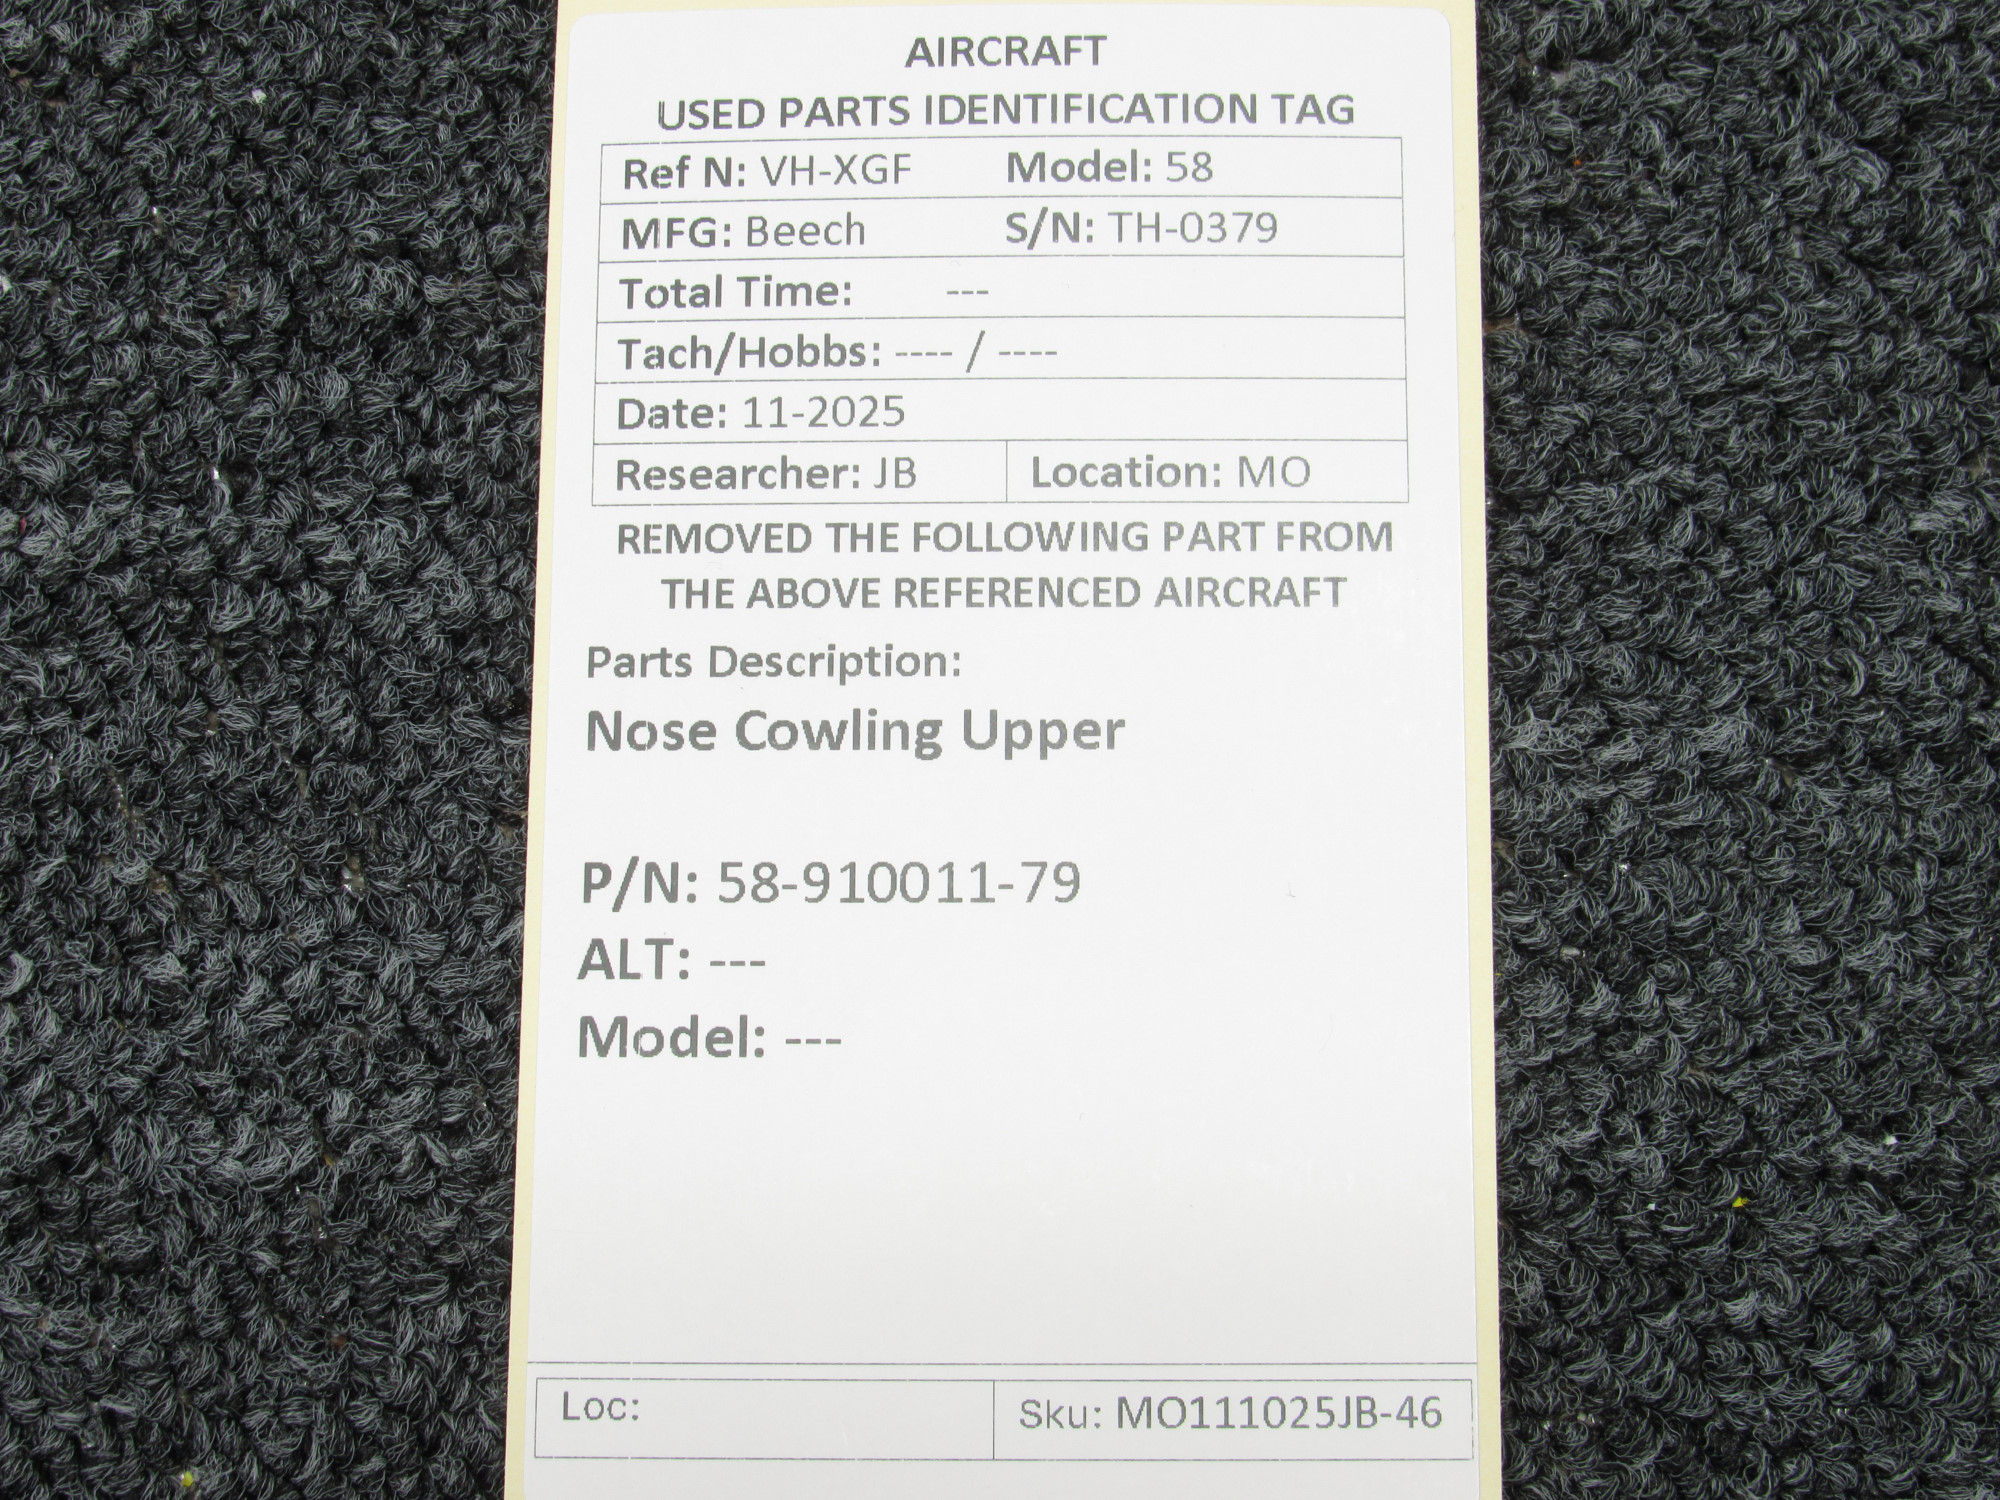 AIRCRAFT
USED PARTS IDENTIFICATION TAG
Ref N: VH-XGF Model: 58
MFG: Beech S/N: TH-0379
Total Time: ---
Tach/Hobbs: ---- / ----
Date: 11-2025
Researcher: JB Location: MO
REMOVED THE FOLLOWING PART FROM
THE ABOVE REFERENCED AIRCRAFT
Parts Description:
Nose Cowling Upper
P/N: 58-910011-79
ALT: ---
Model: ---
Loc: Sku: MO111025JB-46